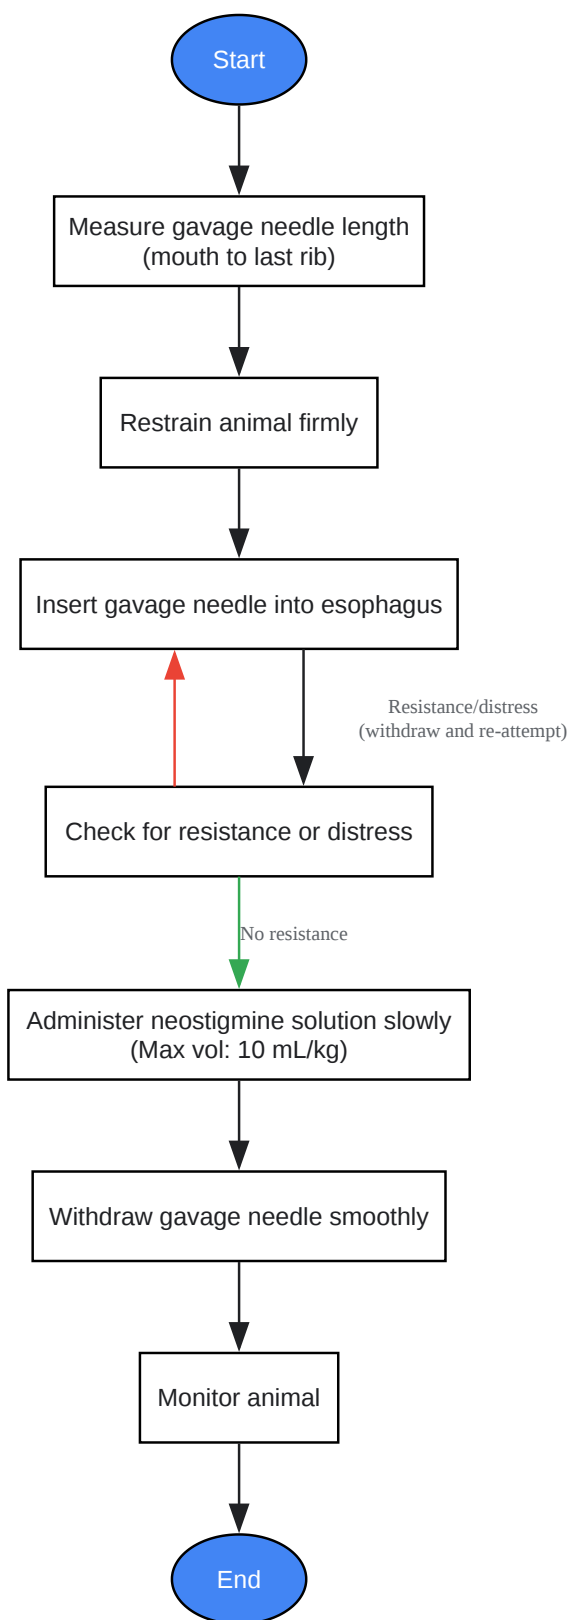 Start
Measure gavage needle length
(mouth to last rib)
Restrain animal firmly
Insert gavage needle into esophagus
Resistance/distress
(withdraw and re-attempt)
Check for resistance or distress
No resistance
Administer neostigmine solution slowly
(Max vol: 10 mL/kg)
Withdraw gavage needle smoothly
Monitor animal
End